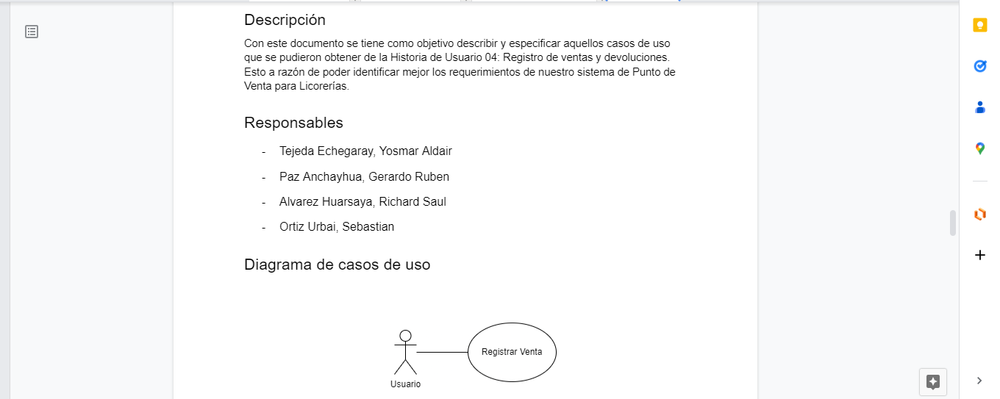 Descripción
Con este documento se tiene como objetivo describir y especificar aquellos casos de uso
que se pudieron obtener de la Historia de Usuario 04: Registro de ventas y devoluciones.
Esto a razón de poder identificar mejor los requerimientos de nuestro sistema de Punto de
Venta para Licorerías.
Responsables
- Tejeda Echegaray, Yosmar Aldair
- Paz Anchayhua, Gerardo Ruben
- Alvarez Huarsaya, Richard Saul
- Ortiz Urbai, Sebastian
Diagrama de casos de uso
Registrar Venta
Usuario